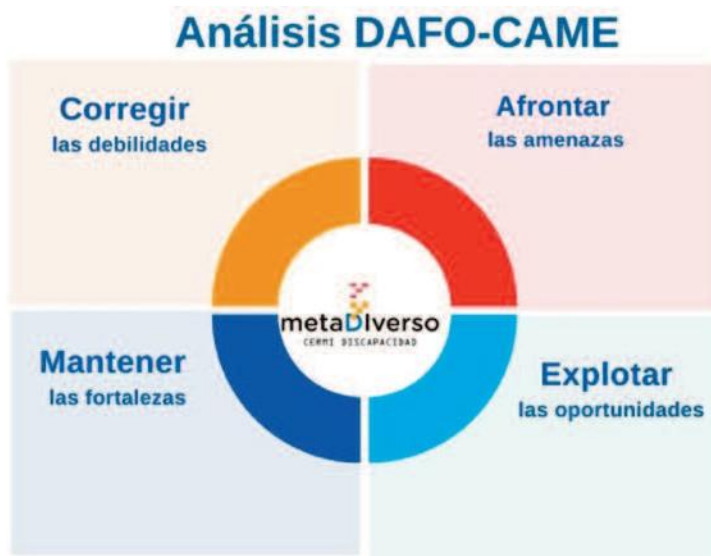 Análisis DAFO-CAME
Corregir
las debilidades
Afrontar
las amenazas
metaDIverso
CERMI DISCAPACIDAD
Mantener
las fortalezas
Explotar
las oportunidades